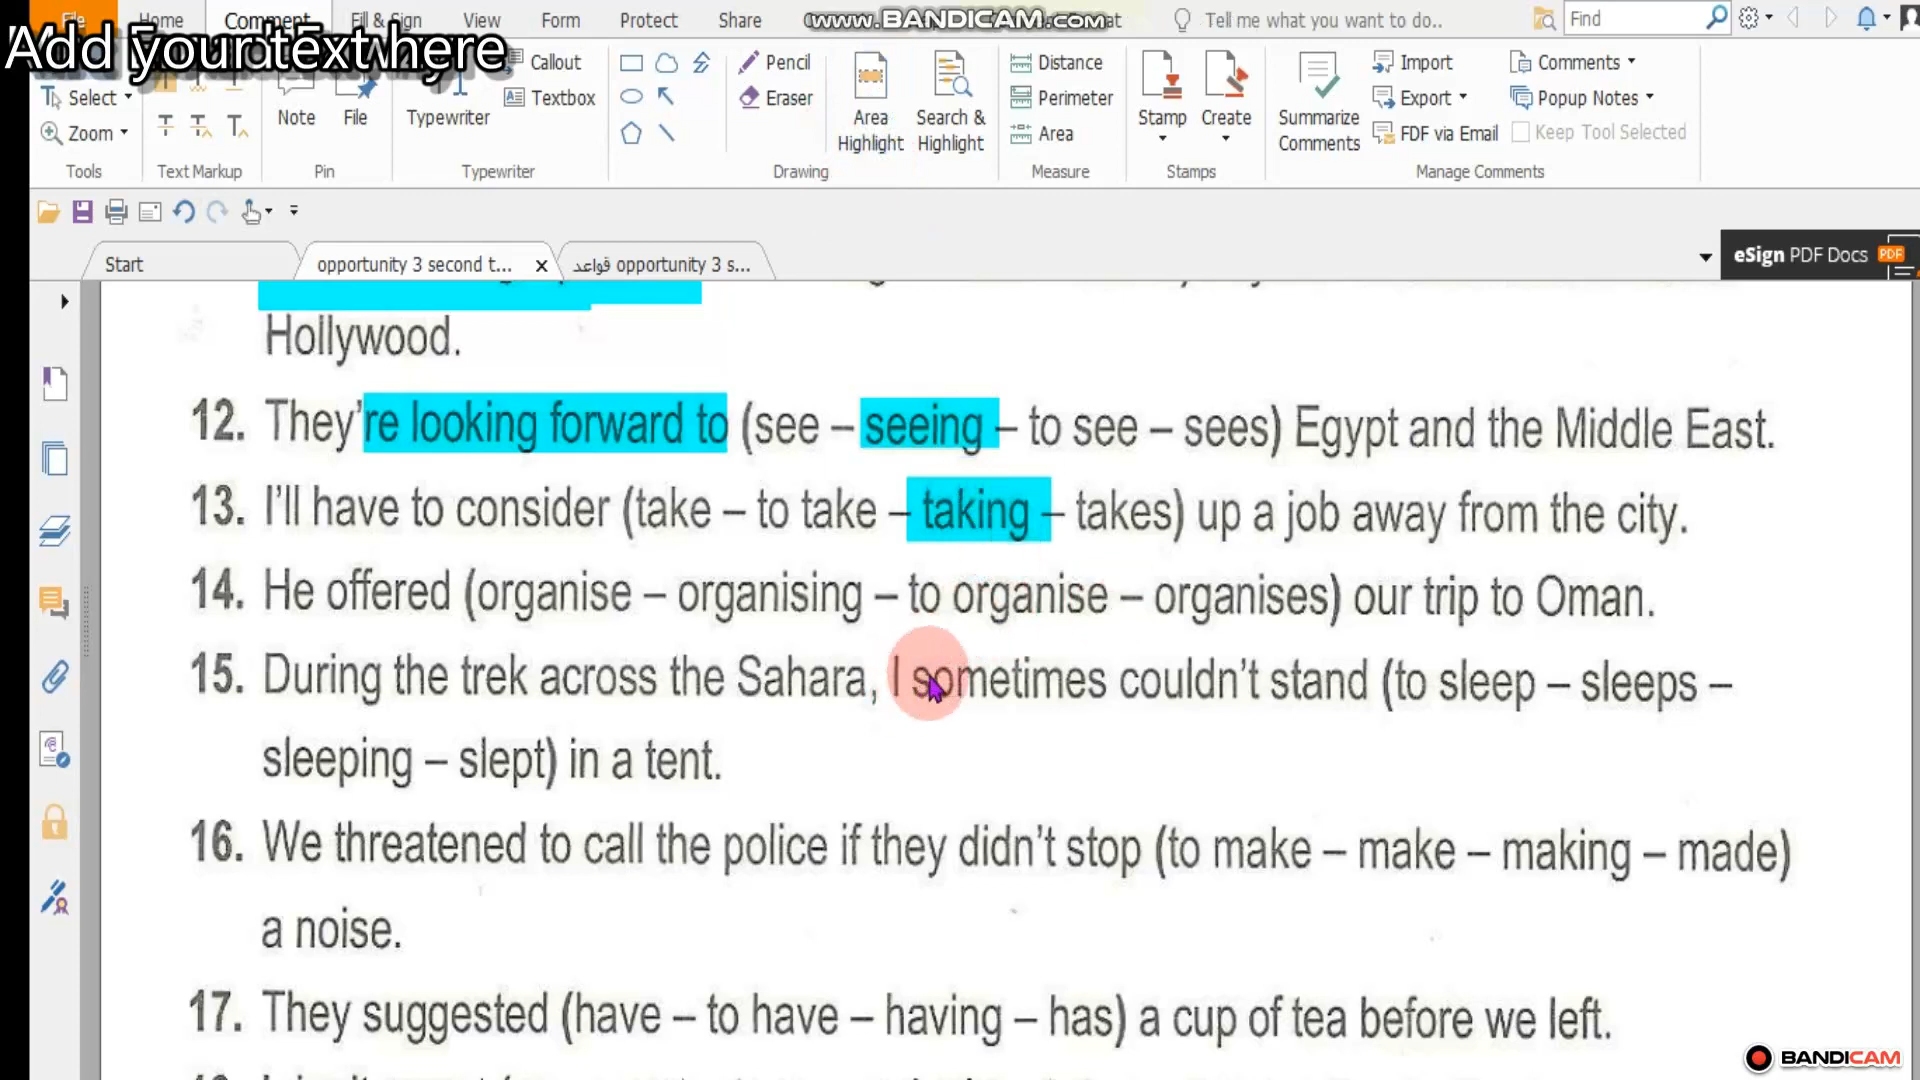 File Home Comment Fill & Sign View Form Protect Share www.BANDICAM.com Tell me what you want to do.. Find
Add your text here
Callout Pencil Distance Import Comments
Select Textbox Eraser Perimeter Export Popup Notes
Note File Typewriter Area Highlight Search & Highlight Stamp Create Summarize Comments
Zoom Area FDF via Email Keep Tool Selected
Tools Text Markup Pin Typewriter Drawing Measure Stamps Manage Comments
Start opportunity 3 second t... قواعد opportunity 3 s... eSign PDF Docs
PDF
Hollywood.
12. They're looking forward to (see – seeing – to see – sees) Egypt and the Middle East.
13. I'll have to consider (take – to take – taking – takes) up a job away from the city.
14. He offered (organise – organising – to organise – organises) our trip to Oman.
15. During the trek across the Sahara, I sometimes couldn't stand (to sleep – sleeps –
sleeping – slept) in a tent.
16. We threatened to call the police if they didn't stop (to make – make – making – made)
a noise.
17. They suggested (have – to have – having – has) a cup of tea before we left.
BANDICAM